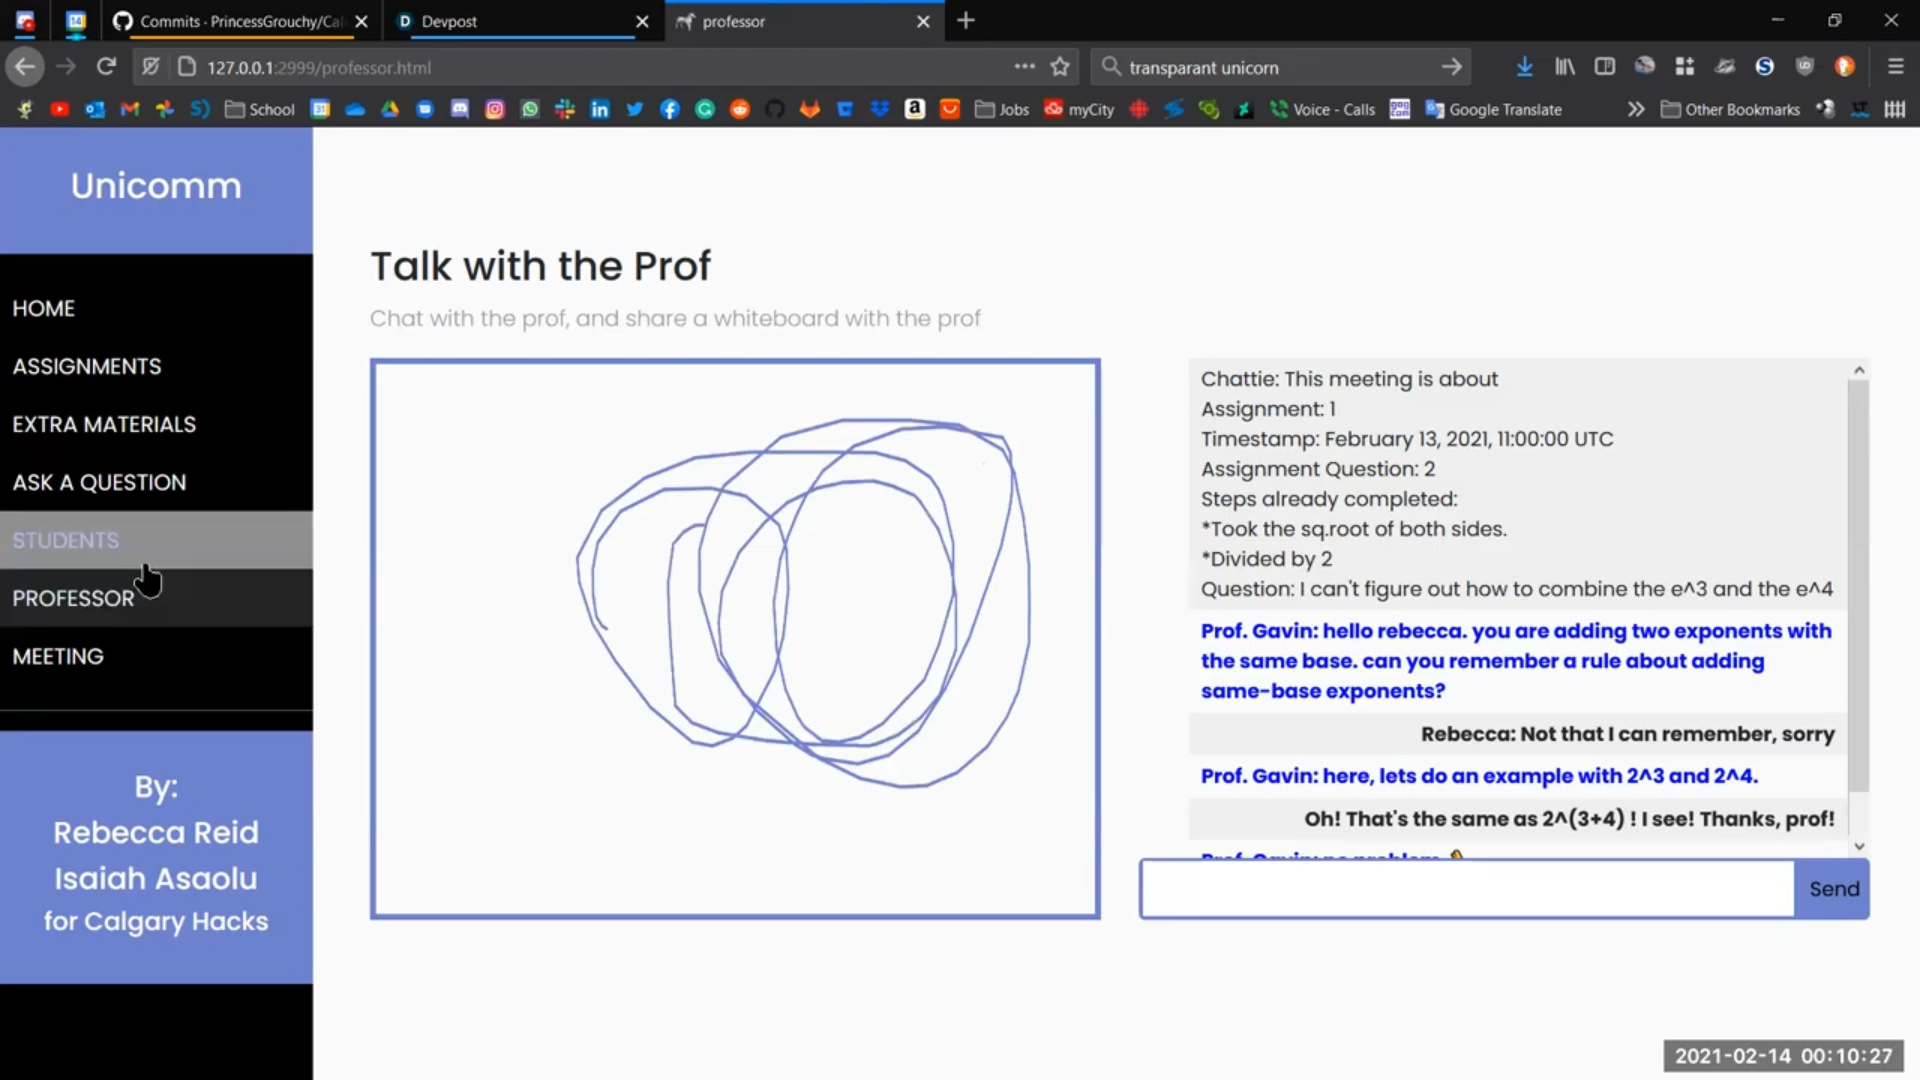 Commits · PrincessGrouchy/Cal
Devpost
professor
127.0.0.1:2999/professor.html
transparant unicorn
School
Jobs
myCity
Voice - Calls
Google Translate
Other Bookmarks
Unicomm
HOME
ASSIGNMENTS
EXTRA MATERIALS
ASK A QUESTION
STUDENTS
PROFESSOR
MEETING
By:
Rebecca Reid
Isaiah Asaolu
for Calgary Hacks
Talk with the Prof
Chat with the prof, and share a whiteboard with the prof
Chattie: This meeting is about
Assignment: 1
Timestamp: February 13, 2021, 11:00:00 UTC
Assignment Question: 2
Steps already completed:
*Took the sq.root of both sides.
*Divided by 2
Question: I can't figure out how to combine the e^3 and the e^4
Prof. Gavin: hello rebecca. you are adding two exponents with
the same base. can you remember a rule about adding
same-base exponents?
Rebecca: Not that I can remember, sorry
Prof. Gavin: here, lets do an example with 2^3 and 2^4.
Oh! That's the same as 2^(3+4) ! I see! Thanks, prof!
Prof. Gavin: no problem
Send
2021-02-14 00:10:27